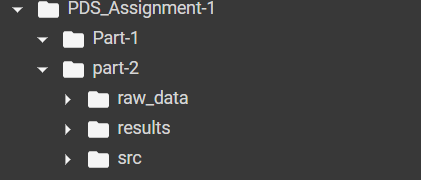 PDS_Assignment-1
Part-1
part-2
raw_data
results
src